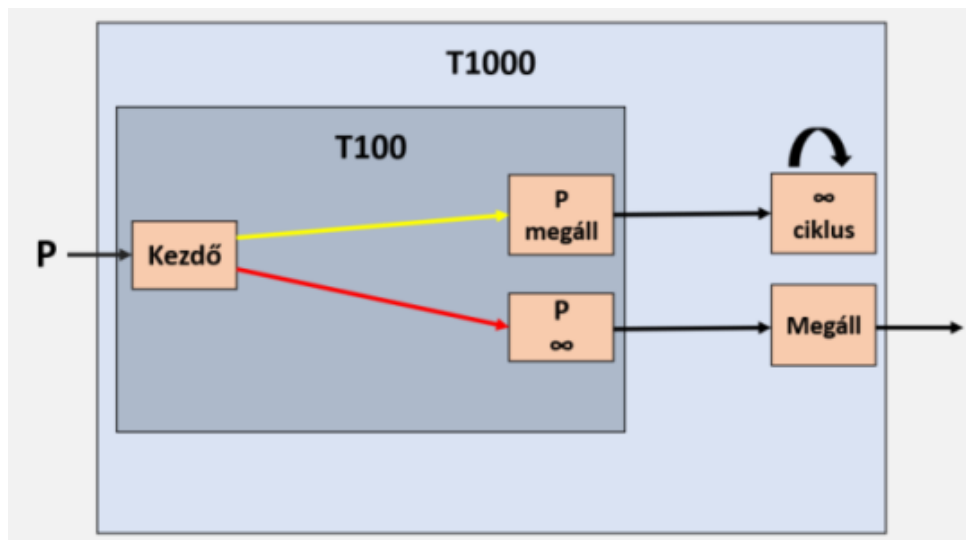 T1000
T100
P
Kezdő
P
megáll
P
∞
∞
ciklus
Megáll